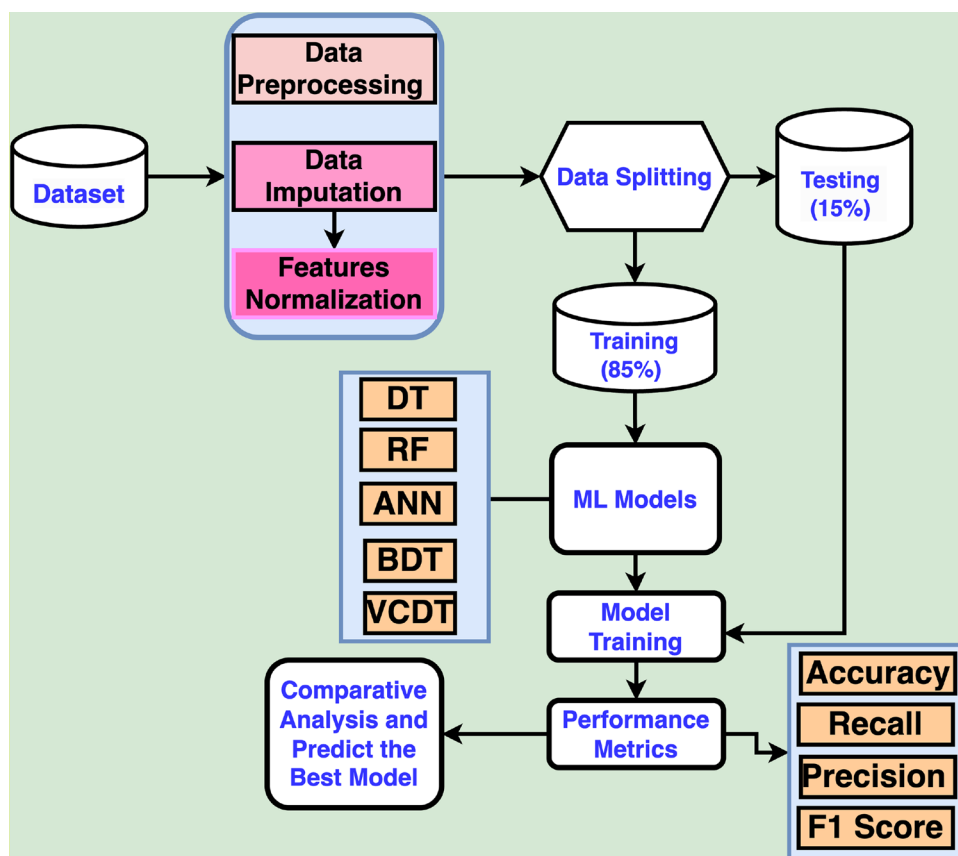 Data
Preprocessing
Dataset
Data
Imputation
Features
Normalization
Data Splitting
Testing
(15%)
Training
(85%)
DT
RF
ANN
BDT
VCDT
ML Models
Model
Training
Performance
Metrics
Comparative
Analysis and
Predict the
Best Model
Accuracy
Recall
Precision
F1 Score